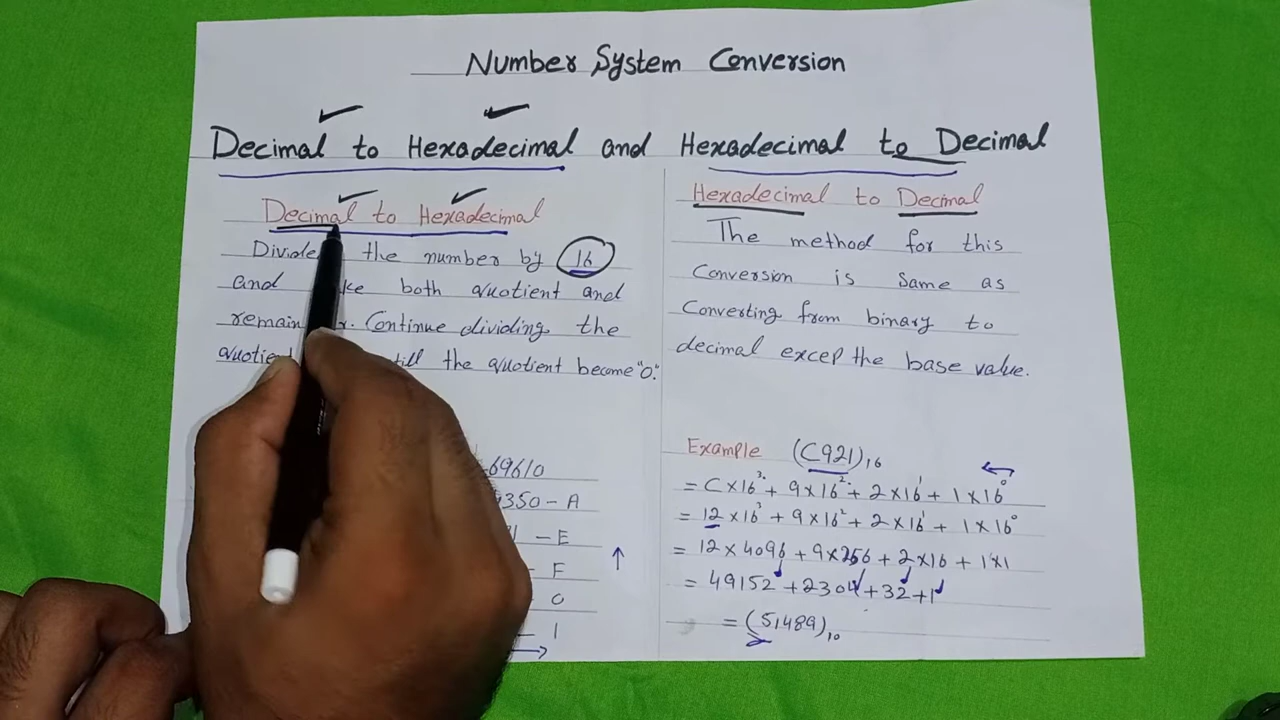 Number System Conversion
Decimal to Hexadecimal and Hexadecimal to Decimal
Decimal to Hexadecimal
Divide the number by 16
and both quotient and
Continue dividing the
till the quotient become "0".
69610
350 - A
- E
- F
0
- 1
Hexadecimal to Decimal
The method for this
Conversion is same as
Converting from binary to
decimal excep the base value.
Example (C921)₁₆
= C×16³ + 9×16² + 2×16¹ + 1×16⁰
= 12×16³ + 9×16² + 2×16¹ + 1×16⁰
= 12×4096 + 9×256 + 2×16 + 1×1
= 49152 + 2304 + 32 + 1
= (51489)₁₀